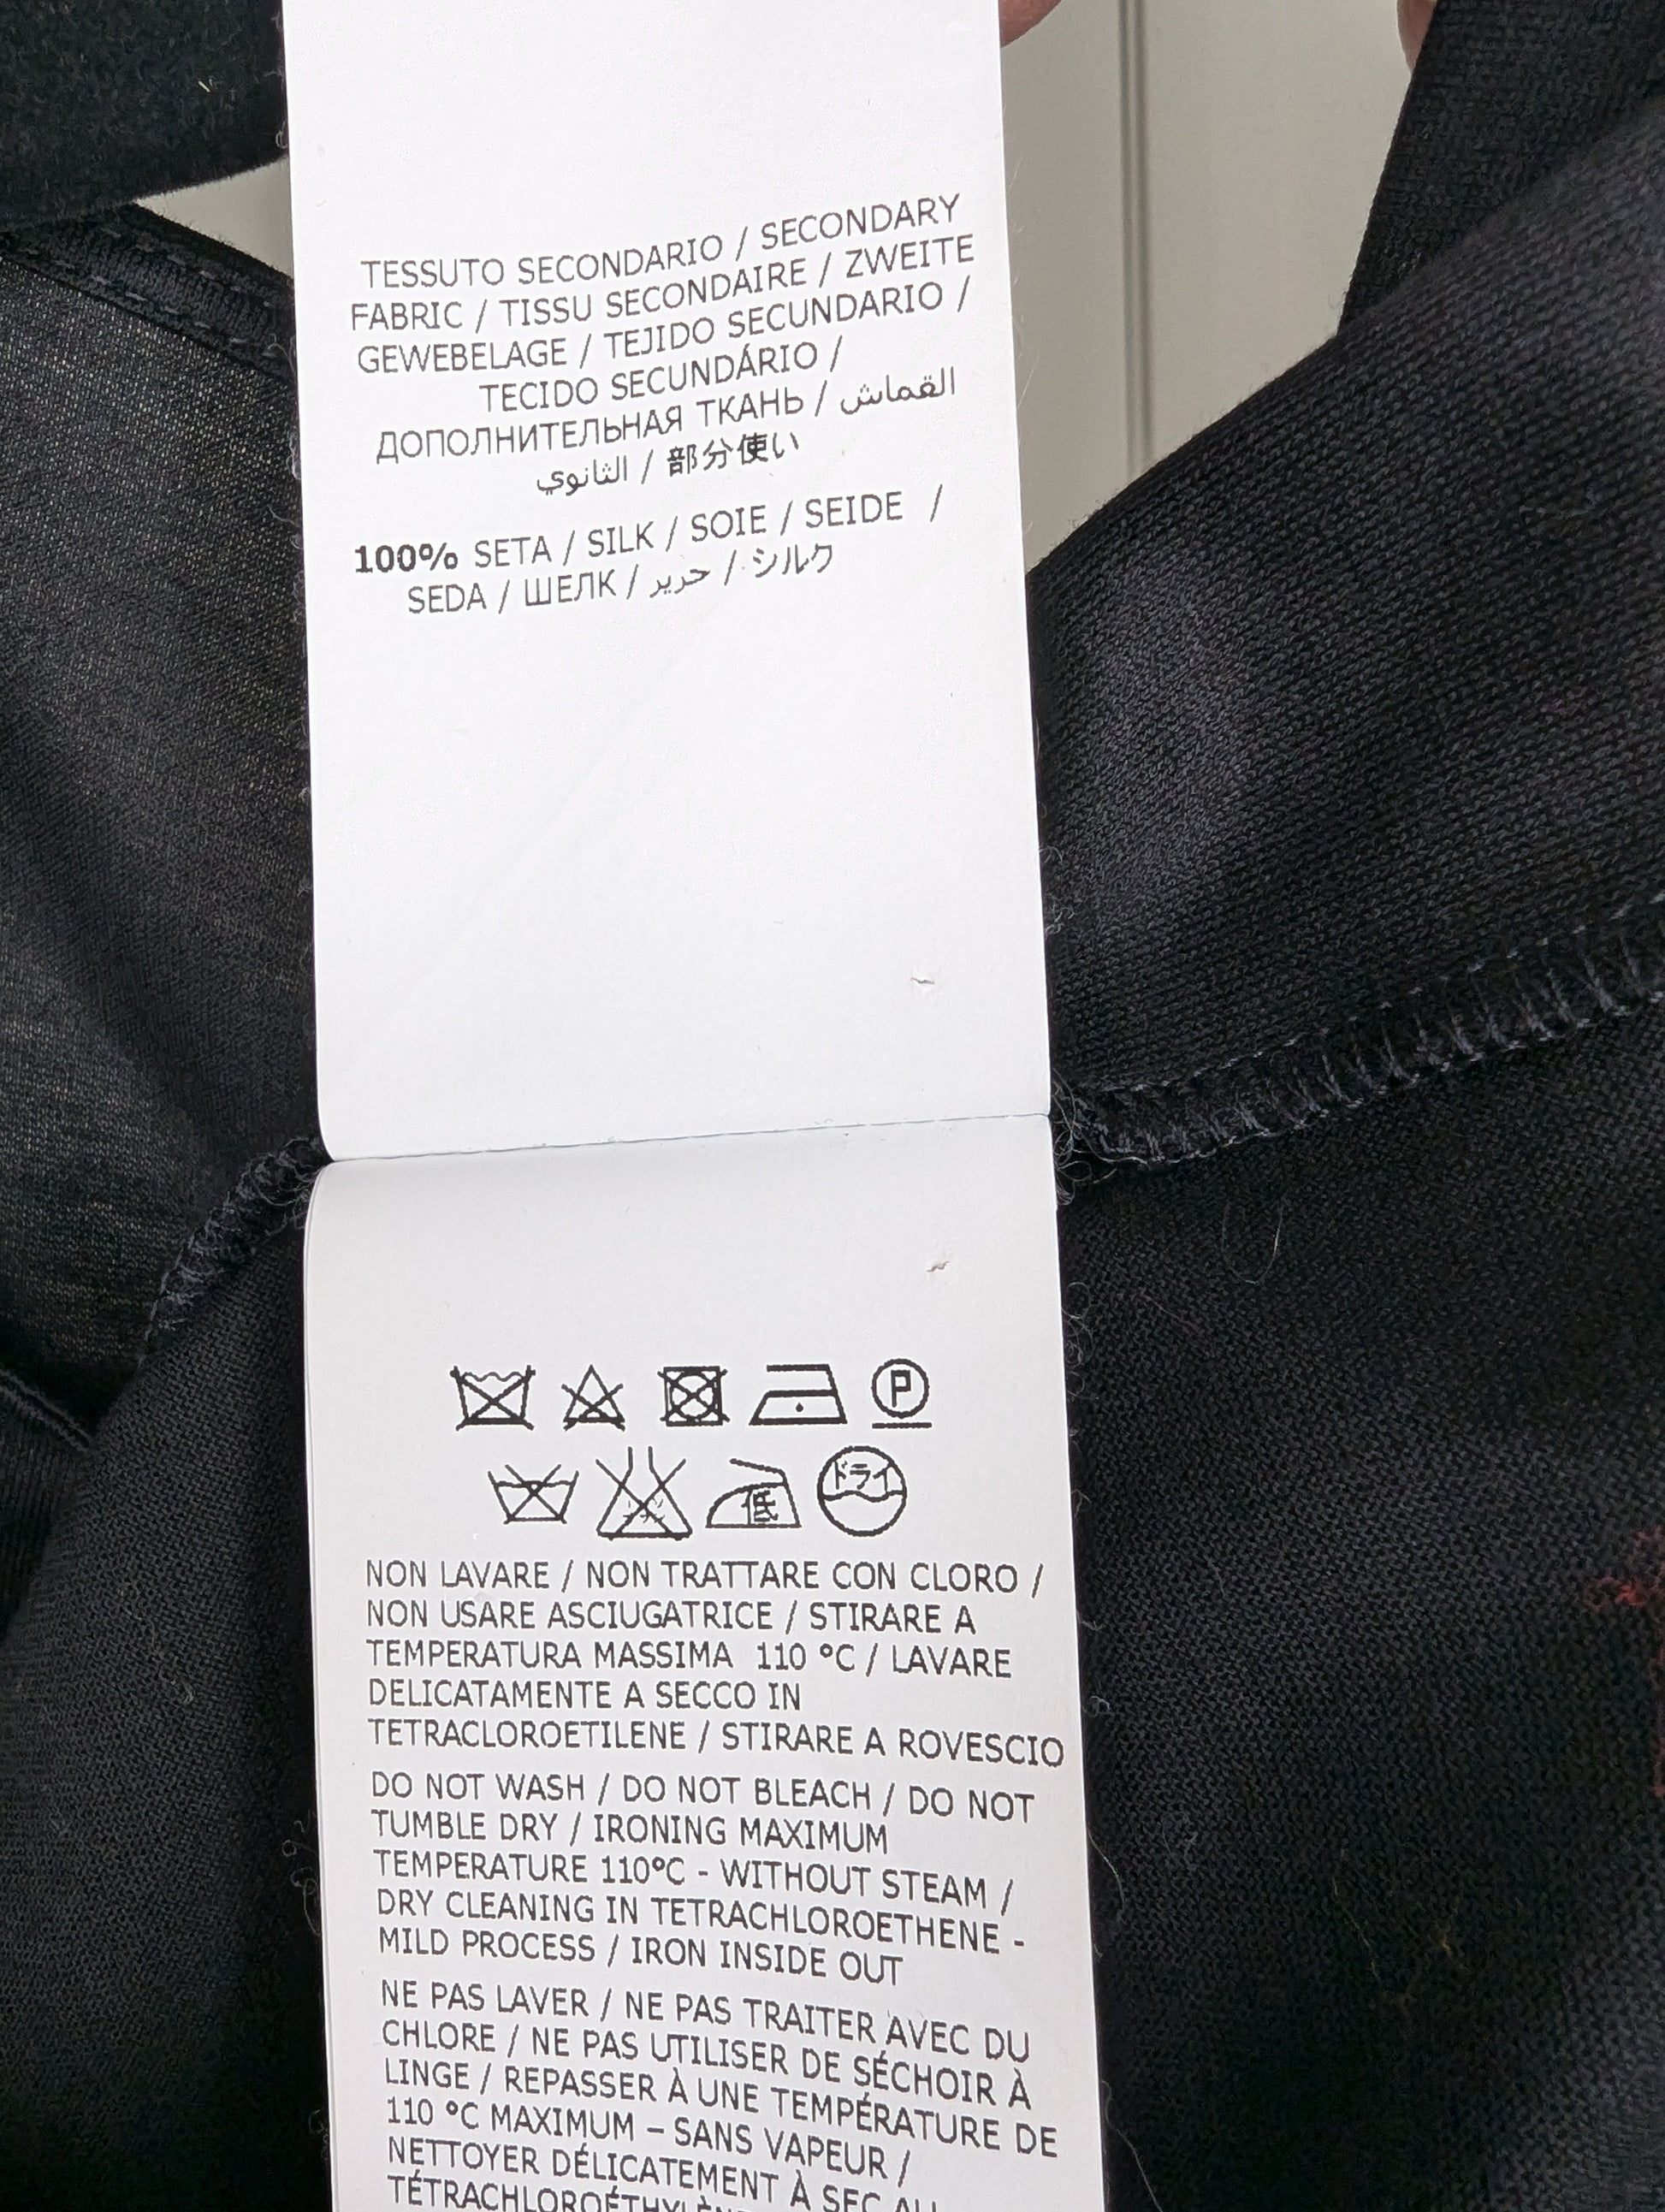 TESSUTO SECONDARIO / SECONDARY
FABRIC / TISSU SECONDAIRE / ZWEITE
GEWEBELAGE / TEJIDO SECUNDARIO /
TECIDO SECUNDÁRIO /
ДОПОЛНИТЕЛЬНАЯ ТКАНЬ / القماش
الثانوي / 部分使い
100% SETA / SILK / SOIE / SEIDE /
SEDA / ШЕЛК / حرير / シルク
P
低 ドライ
NON LAVARE / NON TRATTARE CON CLORO /
NON USARE ASCIUGATRICE / STIRARE A
TEMPERATURA MASSIMA 110 °C / LAVARE
DELICATAMENTE A SECCO IN
TETRACLOROETILENE / STIRARE A ROVESCIO
DO NOT WASH / DO NOT BLEACH / DO NOT
TUMBLE DRY / IRONING MAXIMUM
TEMPERATURE 110°C - WITHOUT STEAM /
DRY CLEANING IN TETRACHLOROETHENE -
MILD PROCESS / IRON INSIDE OUT
NE PAS LAVER / NE PAS TRAITER AVEC DU
CHLORE / NE PAS UTILISER DE SÉCHOIR À
LINGE / REPASSER À UNE TEMPÉRATURE DE
110 °C MAXIMUM – SANS VAPEUR /
NETTOYER DÉLICATEMENT À SEC AU